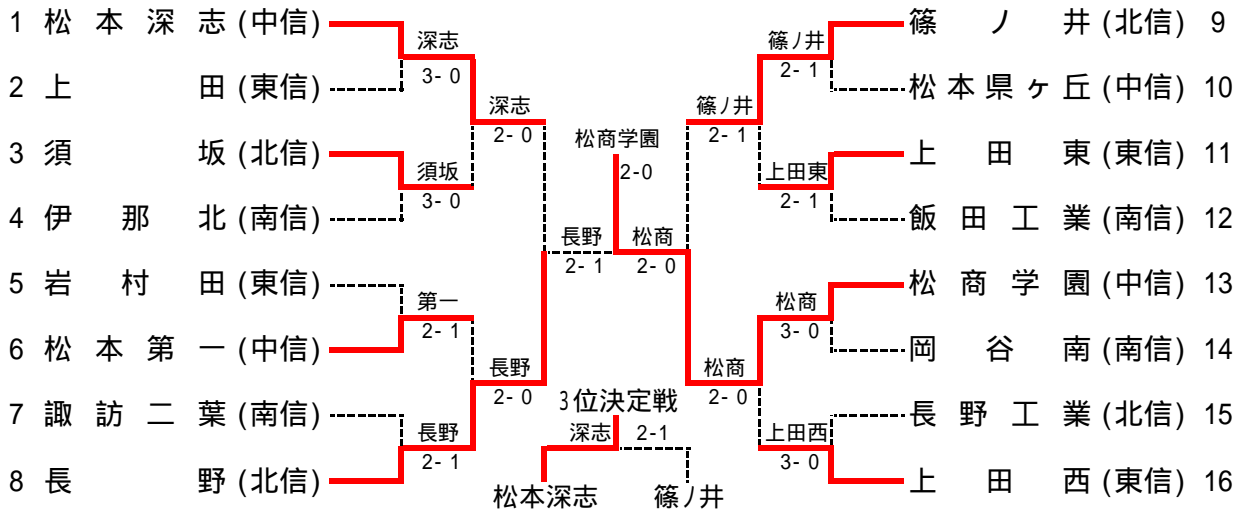 1 松本深志 (中信)
2 上田 (東信)
3 須坂 (北信)
4 伊那北 (南信)
5 岩村田 (東信)
6 松本第一 (中信)
7 諏訪二葉 (南信)
8 長野 (北信)
深志
3-0
須坂
3-0
第一
2-1
長野
2-1
深志
2-0
長野
2-0
長野
2-1
松商学園
2-0
松商
2-0
篠ノ井
2-1
松商
2-0
篠ノ井
2-1
上田東
2-1
松商
3-0
上田西
3-0
篠ノ井 (北信) 9
松本県ヶ丘 (中信) 10
上田東 (東信) 11
飯田工業 (南信) 12
松商学園 (中信) 13
岡谷南 (南信) 14
長野工業 (北信) 15
上田西 (東信) 16
3位決定戦
深志 2-1
松本深志 篠ノ井